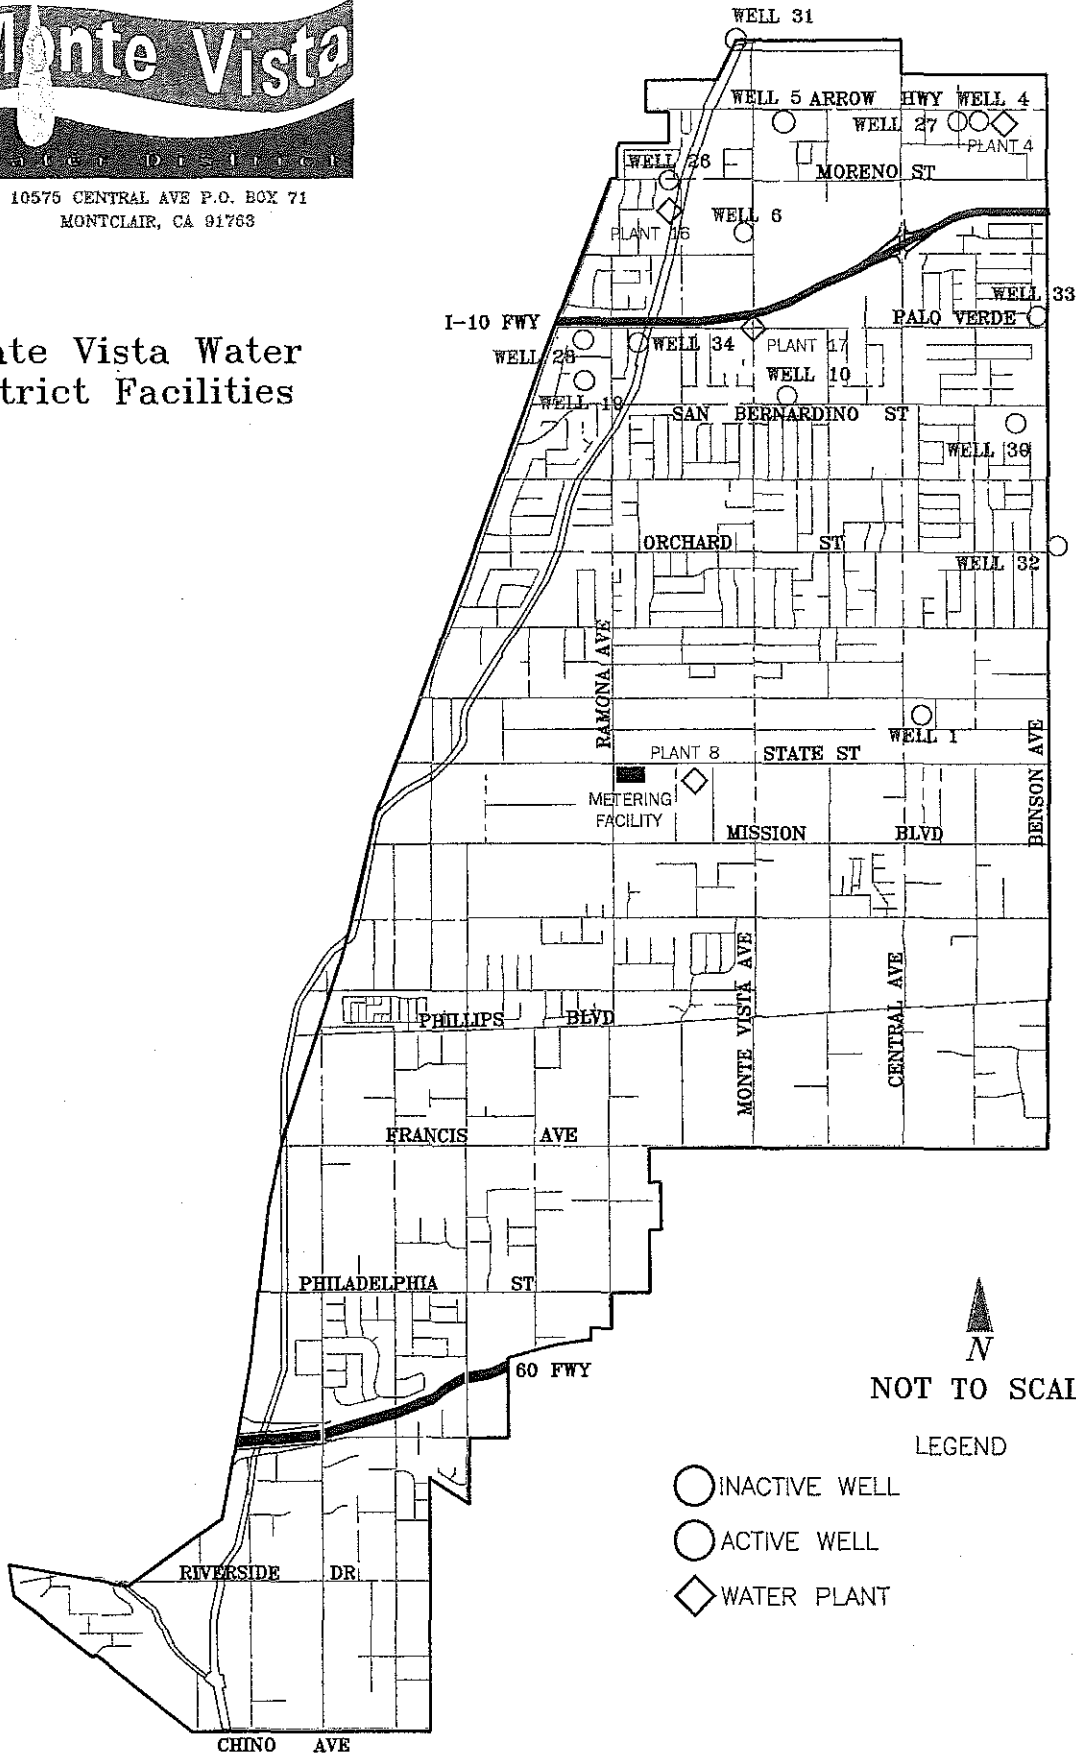 Monte Vista
Water District
10575 CENTRAL AVE P.O. BOX 71
MONTCLAIR, CA 91763
nte Vista Water
trict Facilities
WELL 31
WELL 5 ARROW HWY WELL 4
WELL 27
PLANT 4
WELL 26
MORENO ST
PLANT 16
WELL 6
WELL 33
I-10 FWY
PALO VERDE
WELL 28
WELL 34
PLANT 17
WELL 10
WELL 19
SAN BERNARDINO ST
WELL 30
ORCHARD ST
WELL 32
RAMONA AVE
WELL 1
PLANT 8
STATE ST
BENSON AVE
METERING
FACILITY
MISSION BLVD
MONTE VISTA AVE
CENTRAL AVE
PHILLIPS BLVD
FRANCIS AVE
PHILADELPHIA ST
60 FWY
N
NOT TO SCAL
LEGEND
INACTIVE WELL
ACTIVE WELL
WATER PLANT
RIVERSIDE DR
CHINO AVE